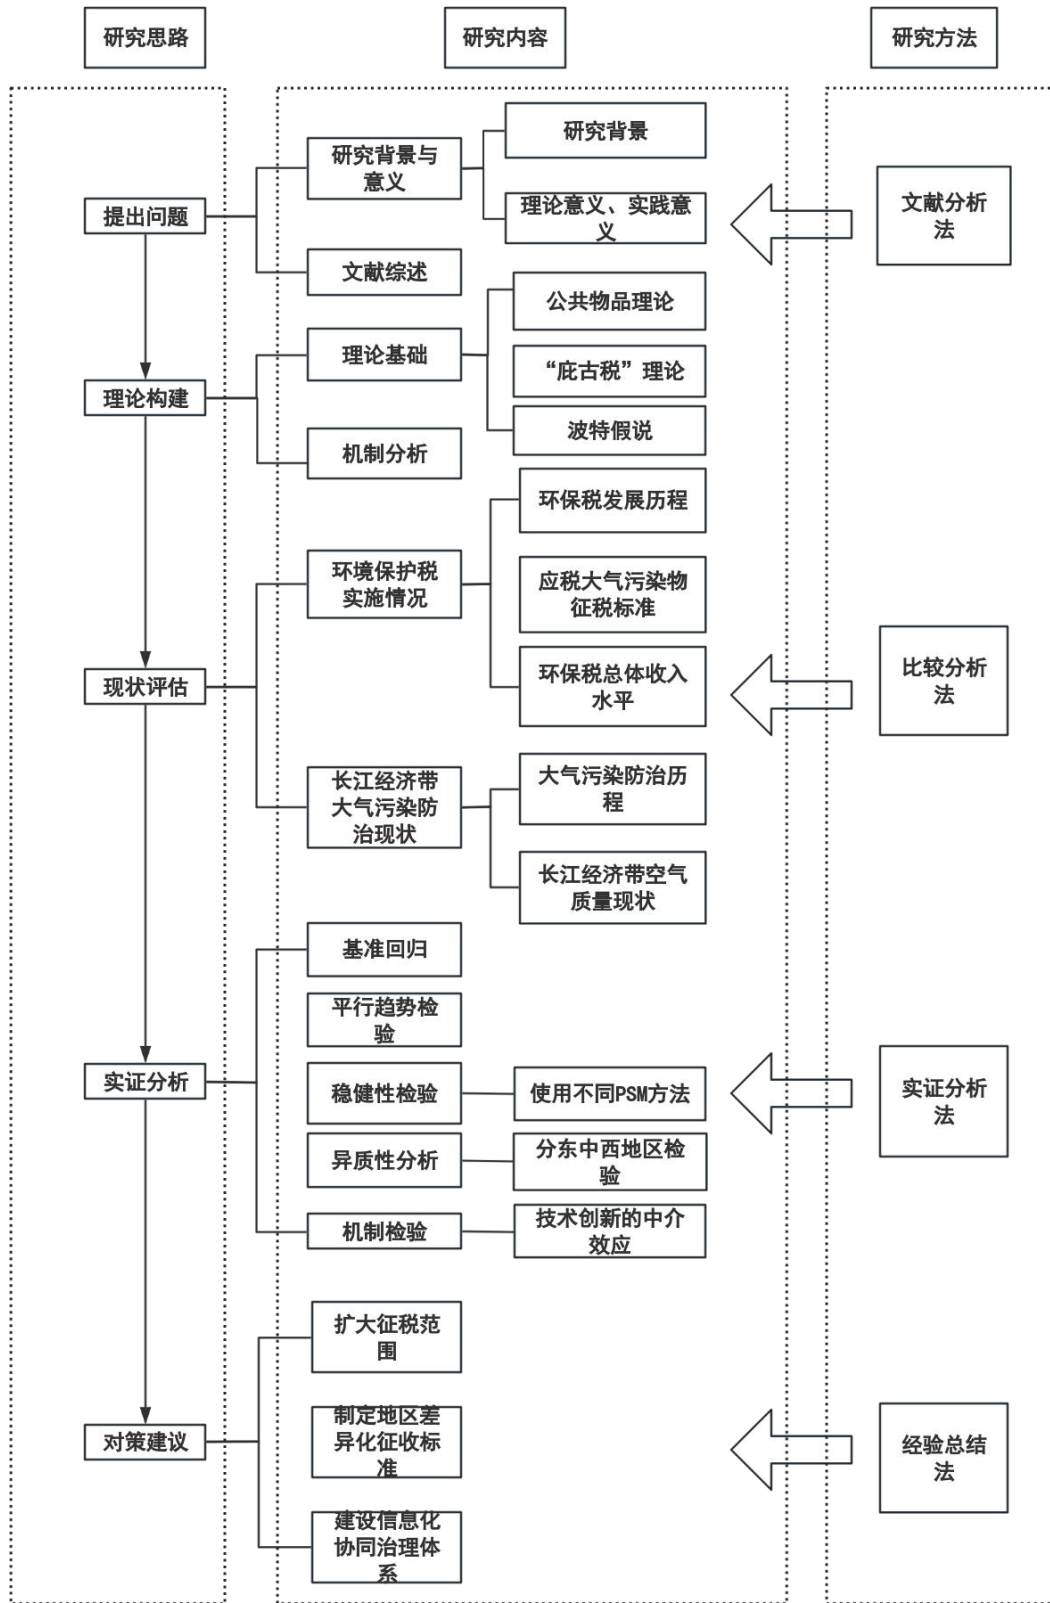 研究思路
研究内容
研究方法
提出问题
研究背景与
意义
研究背景
理论意义、实践意
义
文献综述
文献分析
法
理论构建
理论基础
公共物品理论
“庇古税”理论
波特假说
机制分析
现状评估
环境保护税
实施情况
环保税发展历程
应税大气污染物
征税标准
环保税总体收入
水平
长江经济带
大气污染防
治现状
大气污染防治历
程
长江经济带空气
质量现状
比较分析
法
实证分析
基准回归
平行趋势检
验
稳健性检验
使用不同PSM方法
异质性分析
分东中西地区检
验
机制检验
技术创新的中介
效应
实证分析
法
对策建议
扩大征税范
围
制定地区差
异化征收标
准
建设信息化
协同治理体
系
经验总结
法